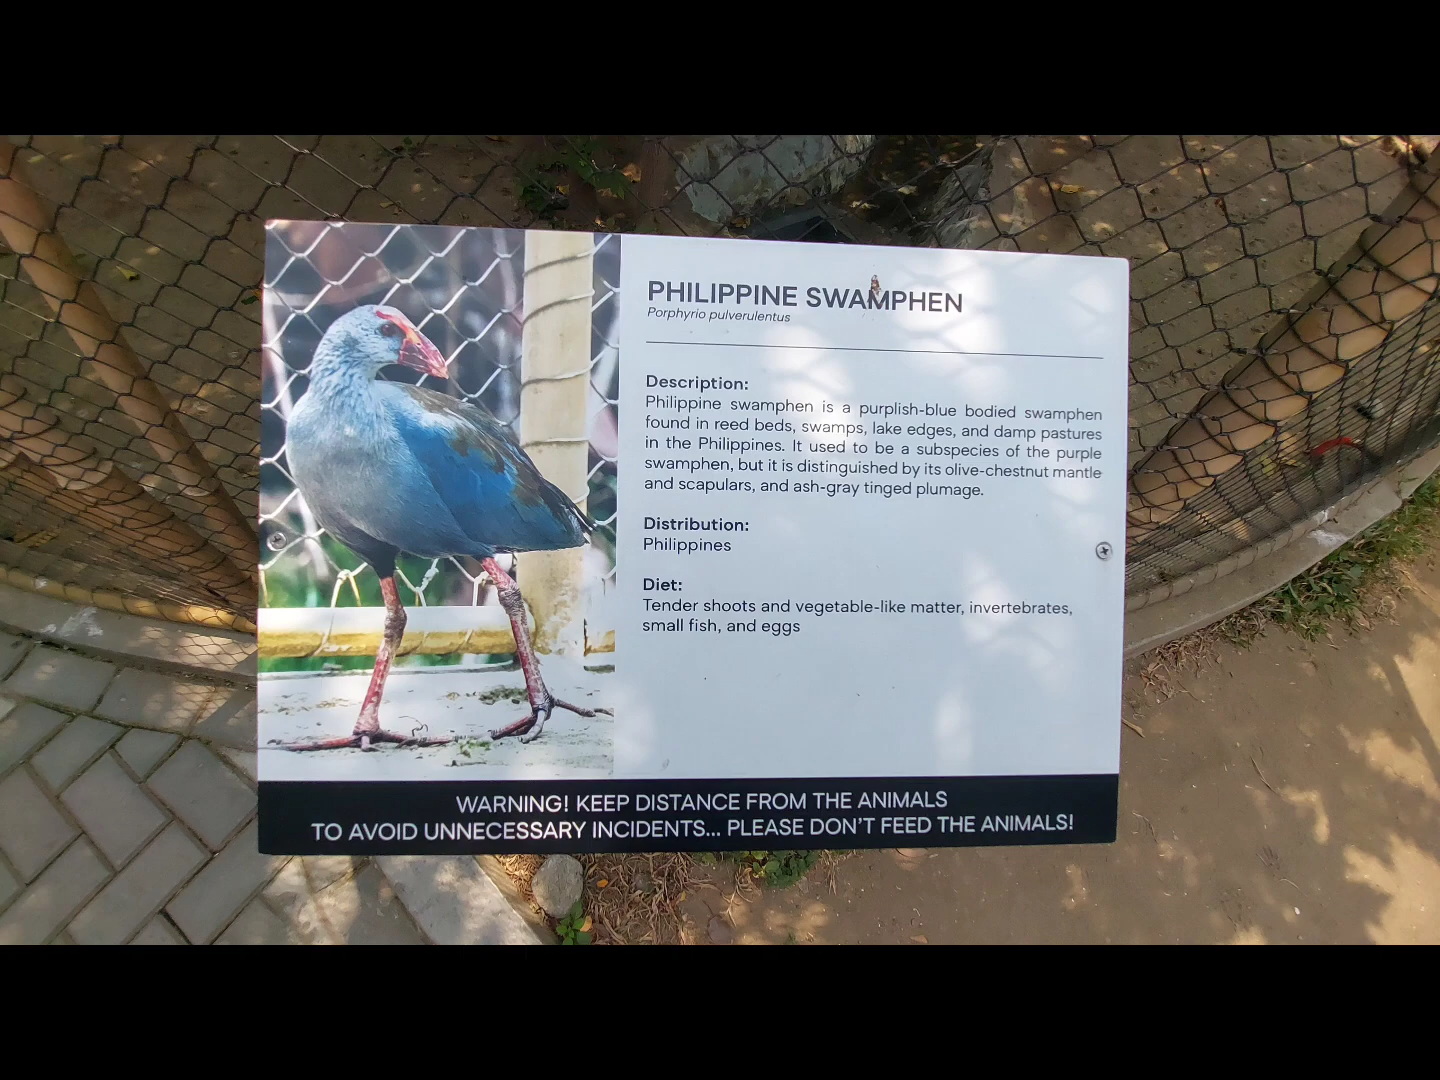 PHILIPPINE SWAMPHEN
Porphyrio pulverulentus
Description:
Philippine swamphen is a purplish-blue bodied swamphen
found in reed beds, swamps, lake edges, and damp pastures
in the Philippines. It used to be a subspecies of the purple
swamphen, but it is distinguished by its olive-chestnut mantle
and scapulars, and ash-gray tinged plumage.
Distribution:
Philippines
Diet:
Tender shoots and vegetable-like matter, invertebrates,
small fish, and eggs
WARNING! KEEP DISTANCE FROM THE ANIMALS
TO AVOID UNNECESSARY INCIDENTS... PLEASE DON'T FEED THE ANIMALS!